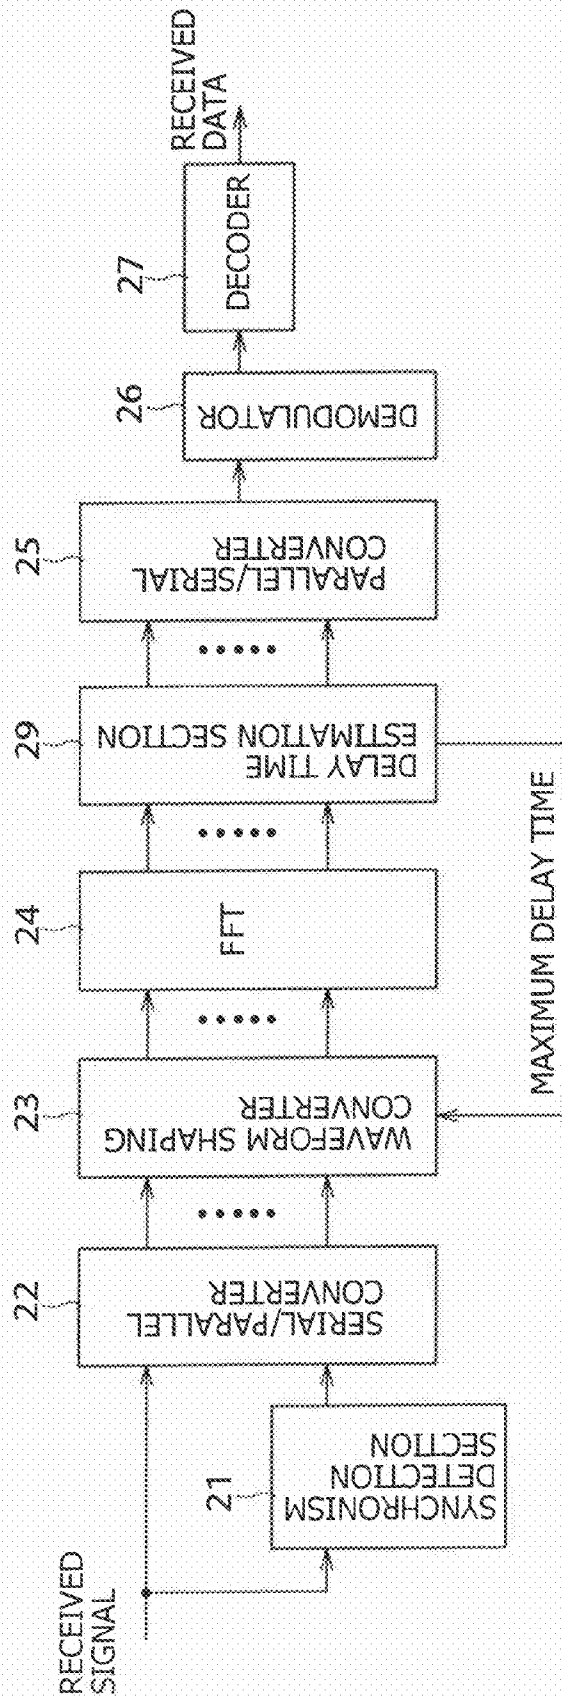 RECEIVED
SIGNAL
21
SYNCHRONISM
DETECTION
SECTION
22
SERIAL/PARALLEL
CONVERTER
23
WAVEFORM SHAPING
CONVERTER
24
FFT
29
DELAY TIME
ESTIMATION SECTION
MAXIMUM DELAY TIME
25
PARALLEL/SERIAL
CONVERTER
26
DEMODULATOR
27
DECODER
RECEIVED
DATA